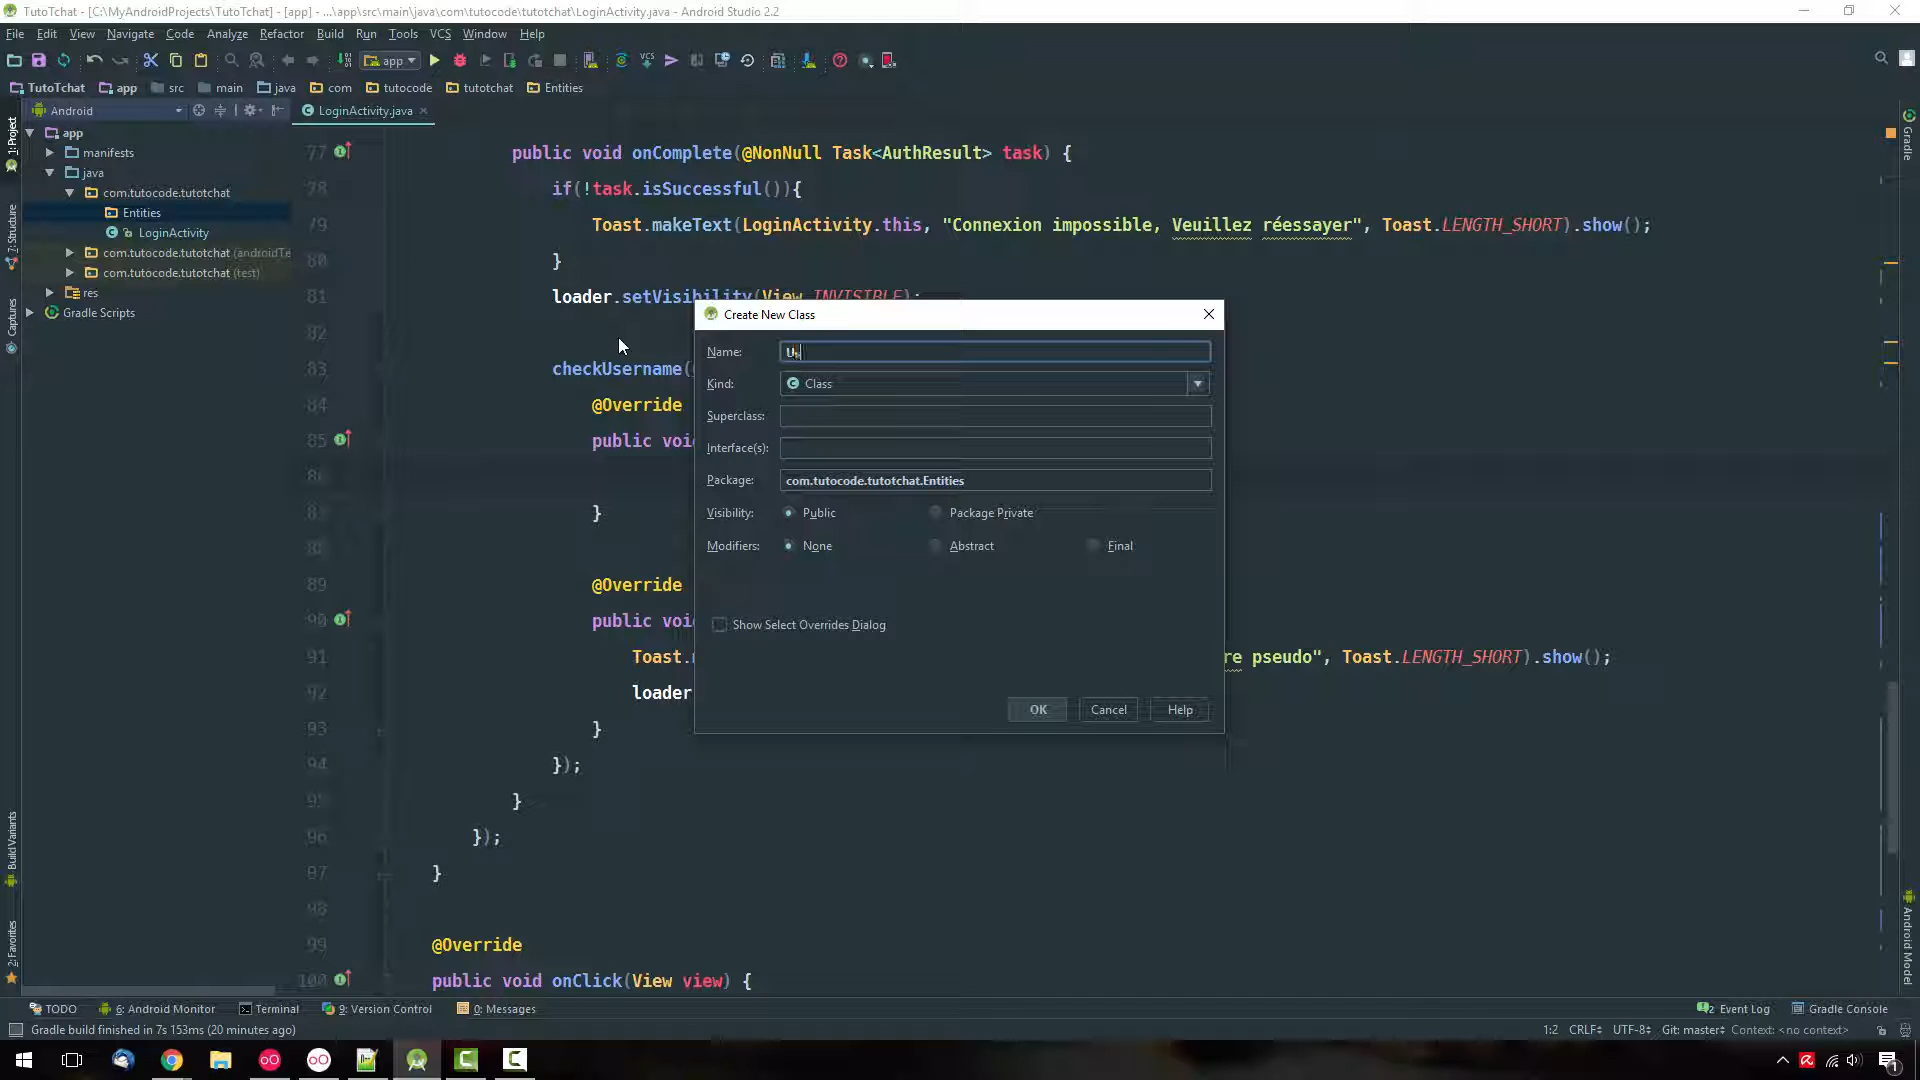 TutoTchat - [C:\MyAndroidProjects\TutoTchat] - [app] - ...\app\src\main\java\com\tutocode\tutotchat\LoginActivity.java - Android Studio 2.2
File Edit View Navigate Code Analyze Refactor Build Run Tools VCS Window Help
app
TutoTchat app src main java com tutocode tutotchat Entities
Android
LoginActivity.java
app
manifests
java
com.tutocode.tutotchat
Entities
LoginActivity
com.tutocode.tutotchat (androidTe
com.tutocode.tutotchat (test)
res
Gradle Scripts
1: Project
7: Structure
Captures
Build Variants
2: Favorites
Gradle
Android Model
77 public void onComplete(@NonNull Task<AuthResult> task) {
78 if(!task.isSuccessful()){
79 Toast.makeText(LoginActivity.this, "Connexion impossible, Veuillez réessayer", Toast.LENGTH_SHORT).show();
80 }
81 loader.setVisibility(View.INVISIBLE);
82
83 checkUsername(
84 @Override
85 public voi
86
87 }
88
89 @Override
90 public voi
91 Toast. re pseudo", Toast.LENGTH_SHORT).show();
92 loader
93 }
94 });
95 }
96 });
97 }
98
99 @Override
100 public void onClick(View view) {
Create New Class
Name:
Kind: Class
Superclass:
Interface(s):
Package: com.tutocode.tutotchat.Entities
Visibility: Public Package Private
Modifiers: None Abstract Final
Show Select Overrides Dialog
OK Cancel Help
TODO 6: Android Monitor Terminal 9: Version Control 0: Messages 2 Event Log Gradle Console
Gradle build finished in 7s 153ms (20 minutes ago) 1:2 CRLF UTF-8 Git: master Context: <no context>